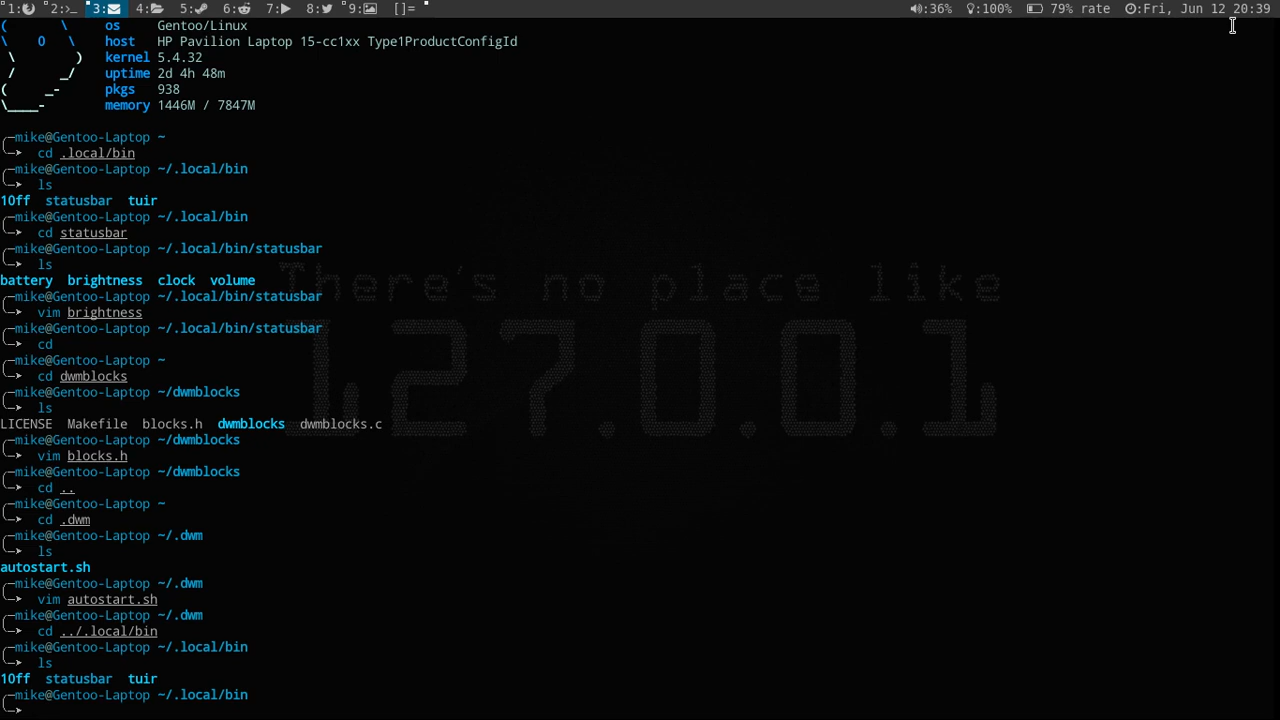 1: 2: 3: 4: 5: 6: 7: 8: 9: []= 36% 100% 79% rate Fri, Jun 12 20:39
os Gentoo/Linux
host HP Pavilion Laptop 15-cc1xx Type1ProductConfigId
kernel 5.4.32
uptime 2d 4h 48m
pkgs 938
memory 1446M / 7847M
mike@Gentoo-Laptop ~
cd .local/bin
mike@Gentoo-Laptop ~/.local/bin
ls
10ff statusbar tuir
mike@Gentoo-Laptop ~/.local/bin
cd statusbar
mike@Gentoo-Laptop ~/.local/bin/statusbar
ls
battery brightness clock volume
There's no place like
mike@Gentoo-Laptop ~/.local/bin/statusbar
vim brightness
mike@Gentoo-Laptop ~/.local/bin/statusbar
cd
mike@Gentoo-Laptop ~
cd dwmblocks
127.0.0.1
mike@Gentoo-Laptop ~/dwmblocks
ls
LICENSE Makefile blocks.h dwmblocks dwmblocks.c
mike@Gentoo-Laptop ~/dwmblocks
vim blocks.h
mike@Gentoo-Laptop ~/dwmblocks
cd ..
mike@Gentoo-Laptop ~
cd .dwm
mike@Gentoo-Laptop ~/.dwm
ls
autostart.sh
mike@Gentoo-Laptop ~/.dwm
vim autostart.sh
mike@Gentoo-Laptop ~/.dwm
cd ../.local/bin
mike@Gentoo-Laptop ~/.local/bin
ls
10ff statusbar tuir
mike@Gentoo-Laptop ~/.local/bin